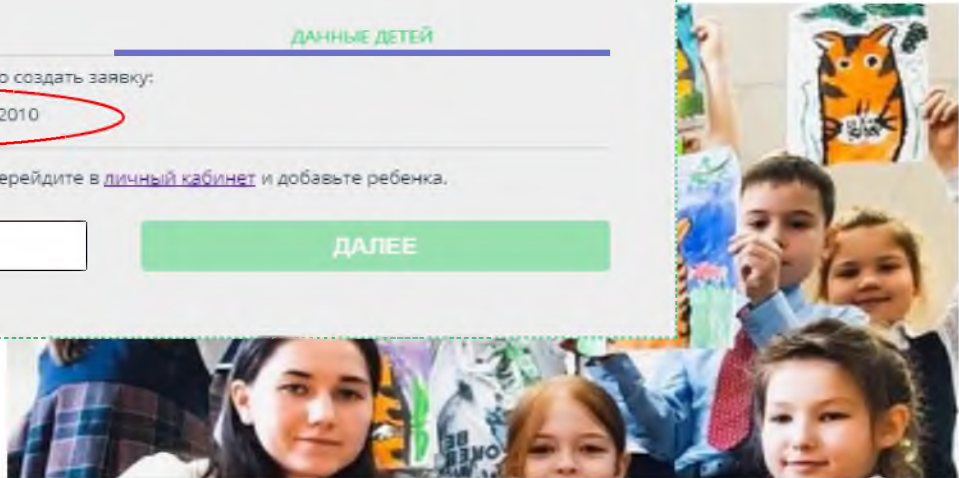 ДАННЫЕ ДЕТЕЙ
о создать заявку:
2010
ерейдите в личный кабинет и добавьте ребенка.
ДАЛЕЕ